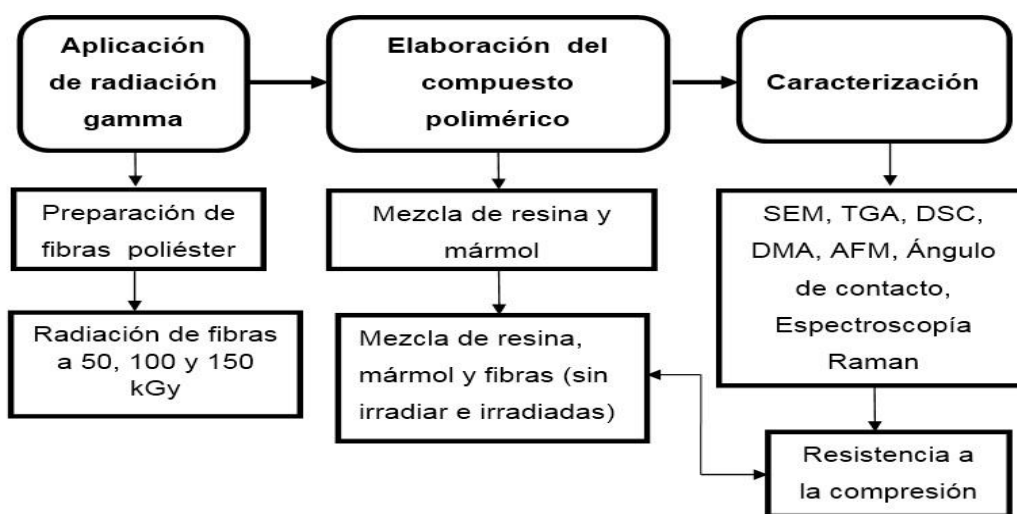 Aplicación
de radiación
gamma
Elaboración del
compuesto
polimérico
Caracterización
Preparación de
fibras poliéster
Mezcla de resina y
mármol
SEM, TGA, DSC,
DMA, AFM, Ángulo
de contacto,
Espectroscopía
Raman
Radiación de fibras
a 50, 100 y 150
kGy
Mezcla de resina,
mármol y fibras (sin
irradiar e irradiadas)
Resistencia a
la compresión